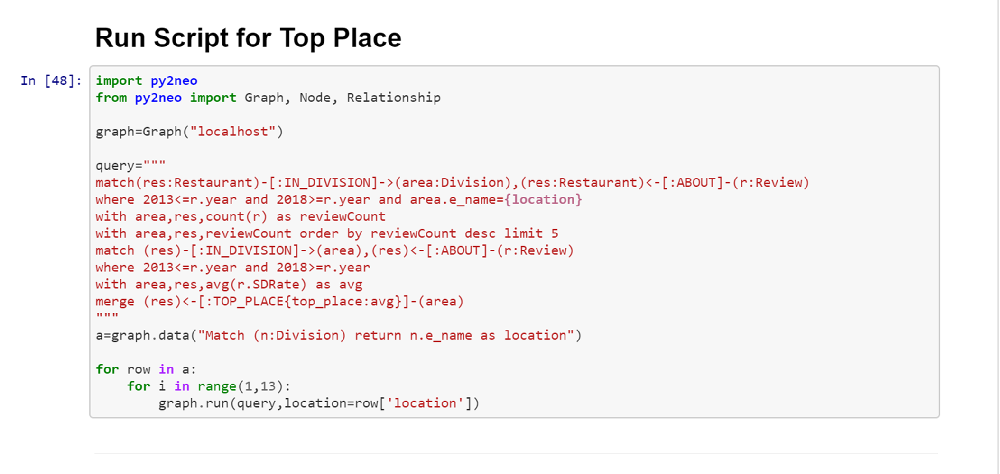 Run Script for Top Place
In [48]:
import py2neo
from py2neo import Graph, Node, Relationship
graph=Graph("localhost")
query="""
match(res:Restaurant)-[:IN_DIVISION]->(area:Division),(res:Restaurant)<-[:ABOUT]-(r:Review)
where 2013<=r.year and 2018>=r.year and area.e_name={location}
with area,res,count(r) as reviewCount
with area,res,reviewCount order by reviewCount desc limit 5
match (res)-[:IN_DIVISION]->(area),(res)<-[:ABOUT]-(r:Review)
where 2013<=r.year and 2018>=r.year
with area,res,avg(r.SDRate) as avg
merge (res)<-[:TOP_PLACE{top_place:avg}]-(area)
"""
a=graph.data("Match (n:Division) return n.e_name as location")
for row in a:
    for i in range(1,13):
        graph.run(query,location=row['location'])